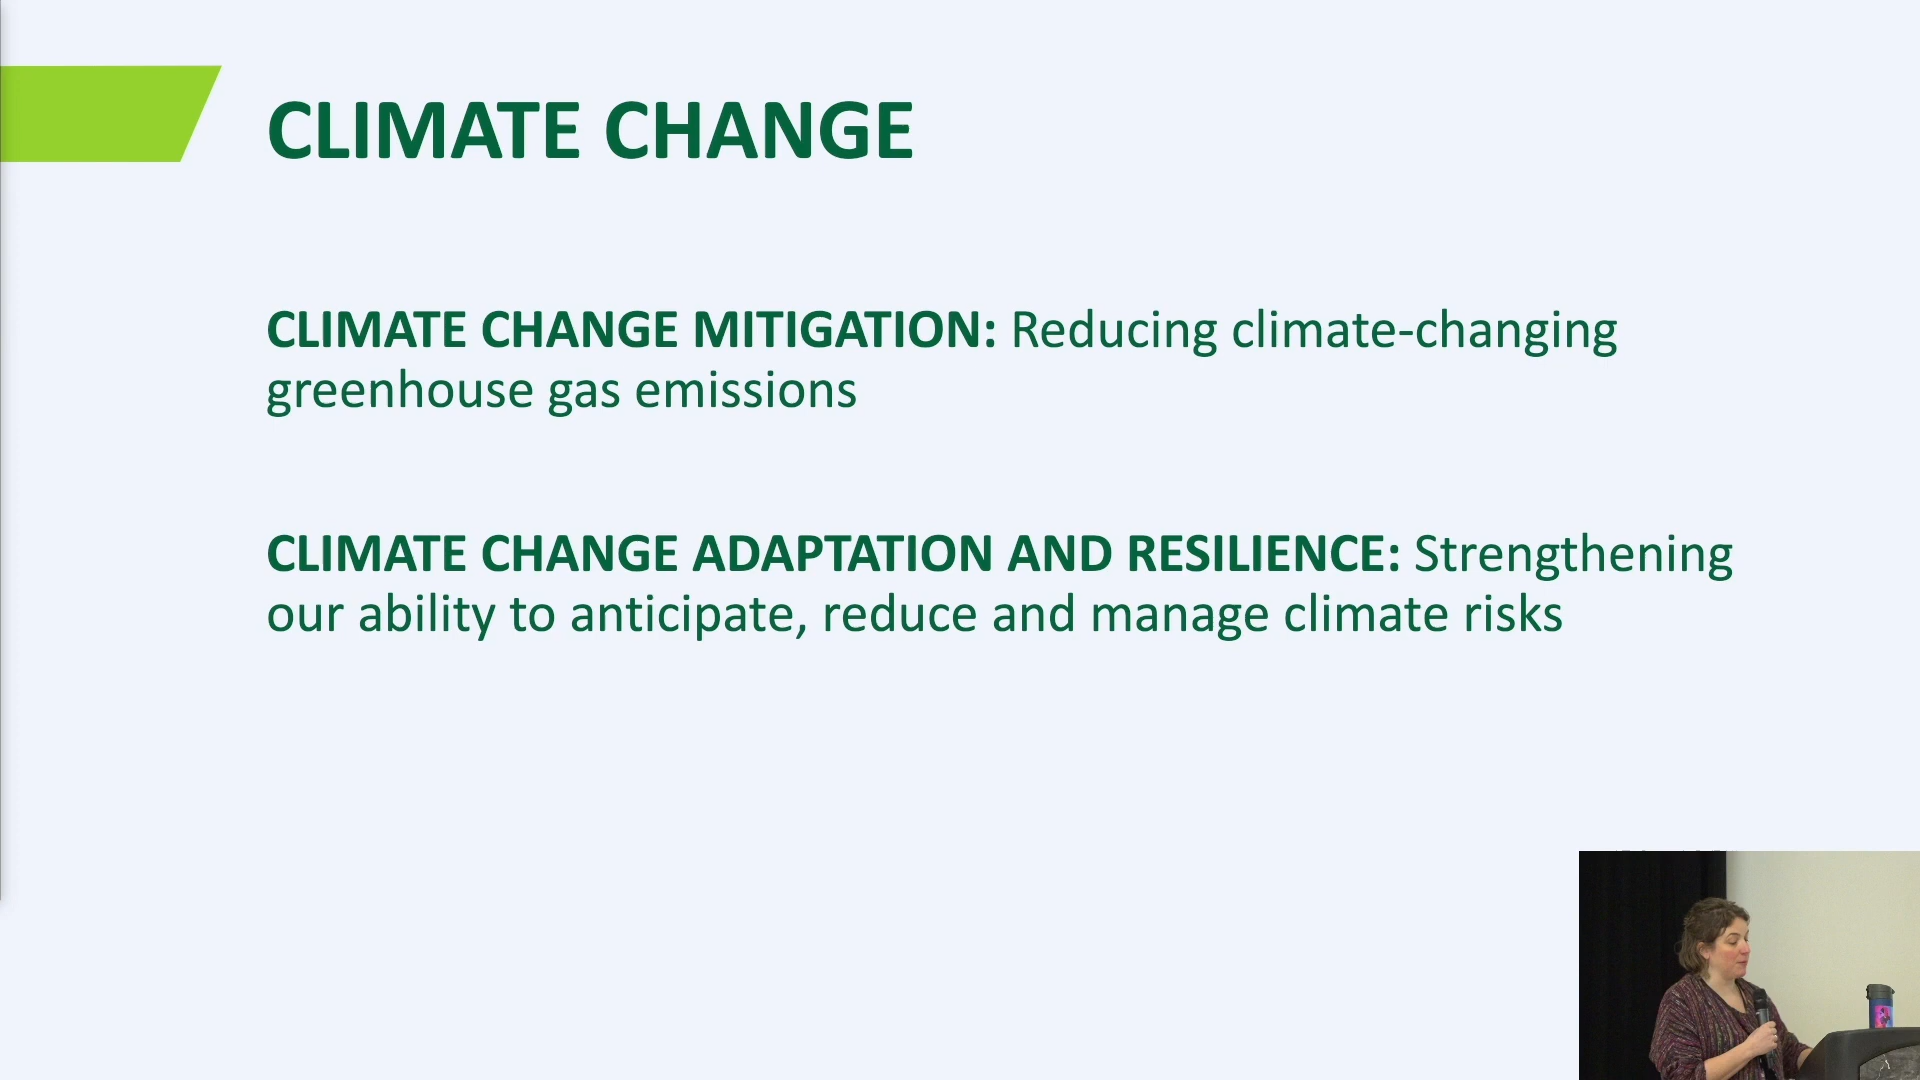 CLIMATE CHANGE
CLIMATE CHANGE MITIGATION: Reducing climate-changing
greenhouse gas emissions
CLIMATE CHANGE ADAPTATION AND RESILIENCE: Strengthening
our ability to anticipate, reduce and manage climate risks